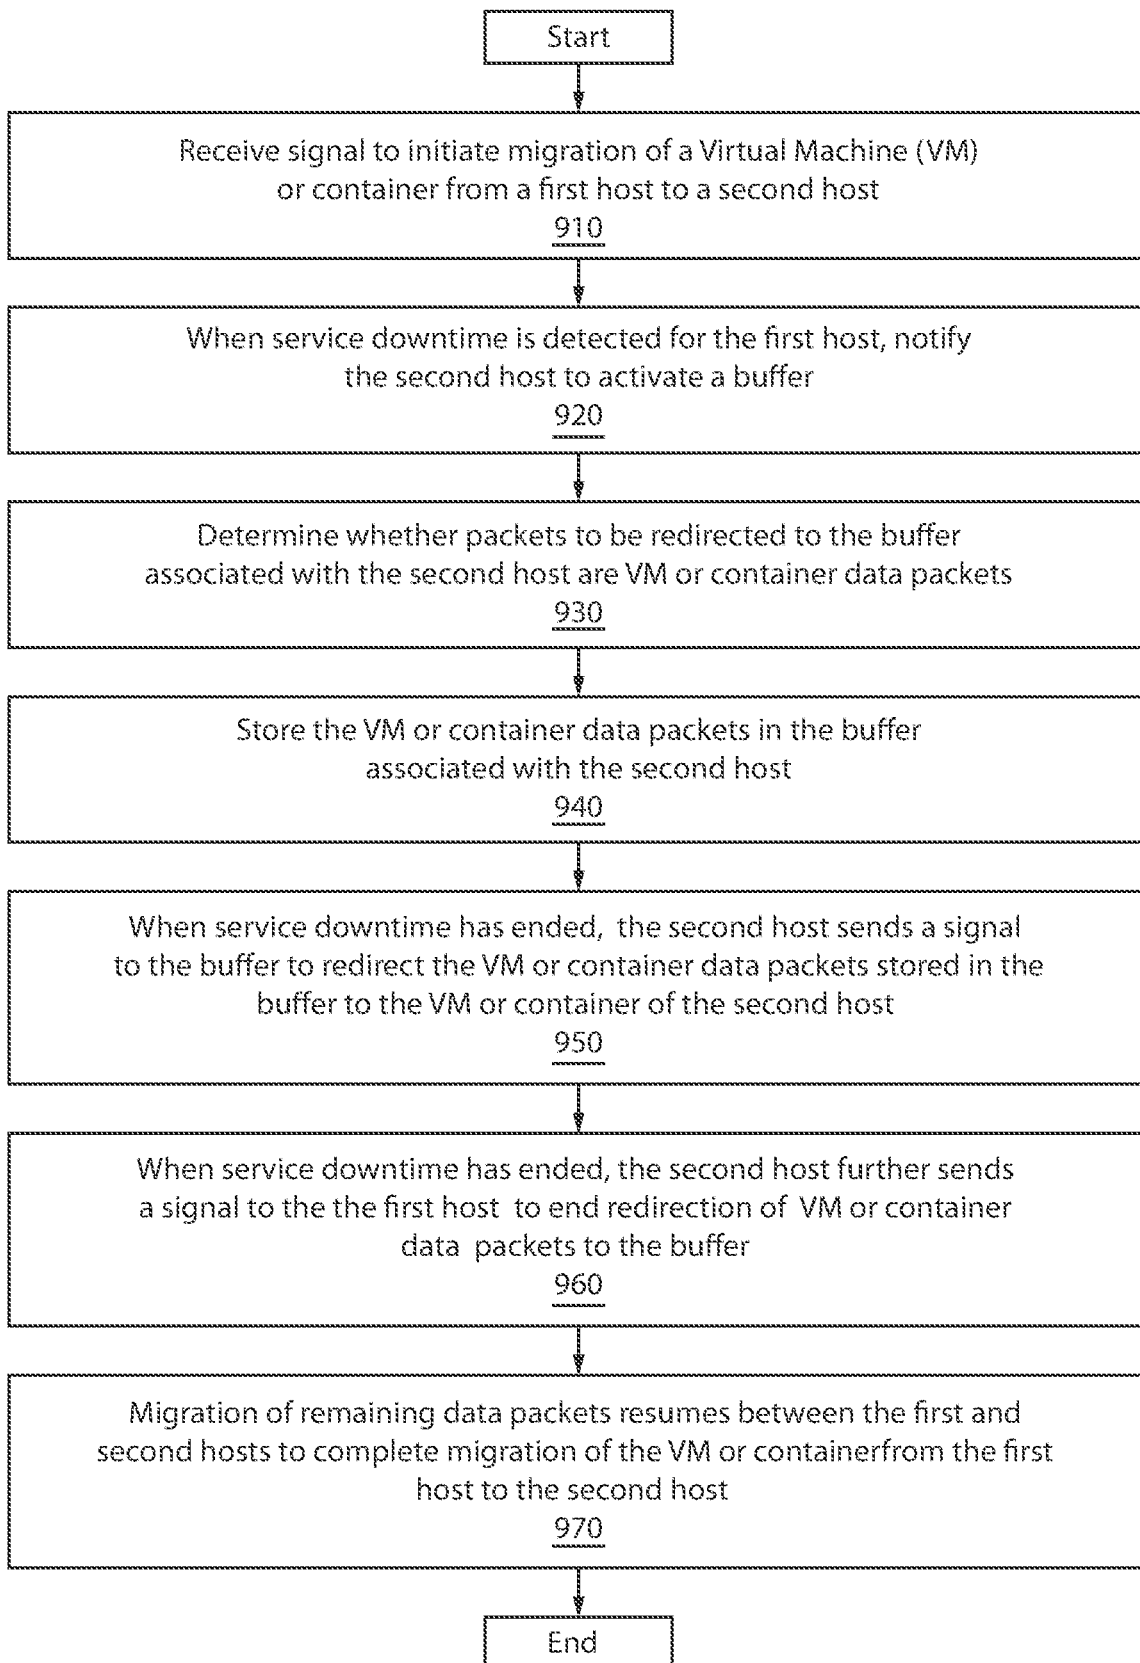 Start
Receive signal to initiate migration of a Virtual Machine (VM)
or container from a first host to a second host
910
When service downtime is detected for the first host, notify
the second host to activate a buffer
920
Determine whether packets to be redirected to the buffer
associated with the second host are VM or container data packets
930
Store the VM or container data packets in the buffer
associated with the second host
940
When service downtime has ended, the second host sends a signal
to the buffer to redirect the VM or container data packets stored in the
buffer to the VM or container of the second host
950
When service downtime has ended, the second host further sends
a signal to the the first host to end redirection of VM or container
data packets to the buffer
960
Migration of remaining data packets resumes between the first and
second hosts to complete migration of the VM or containerfrom the first
host to the second host
970
End